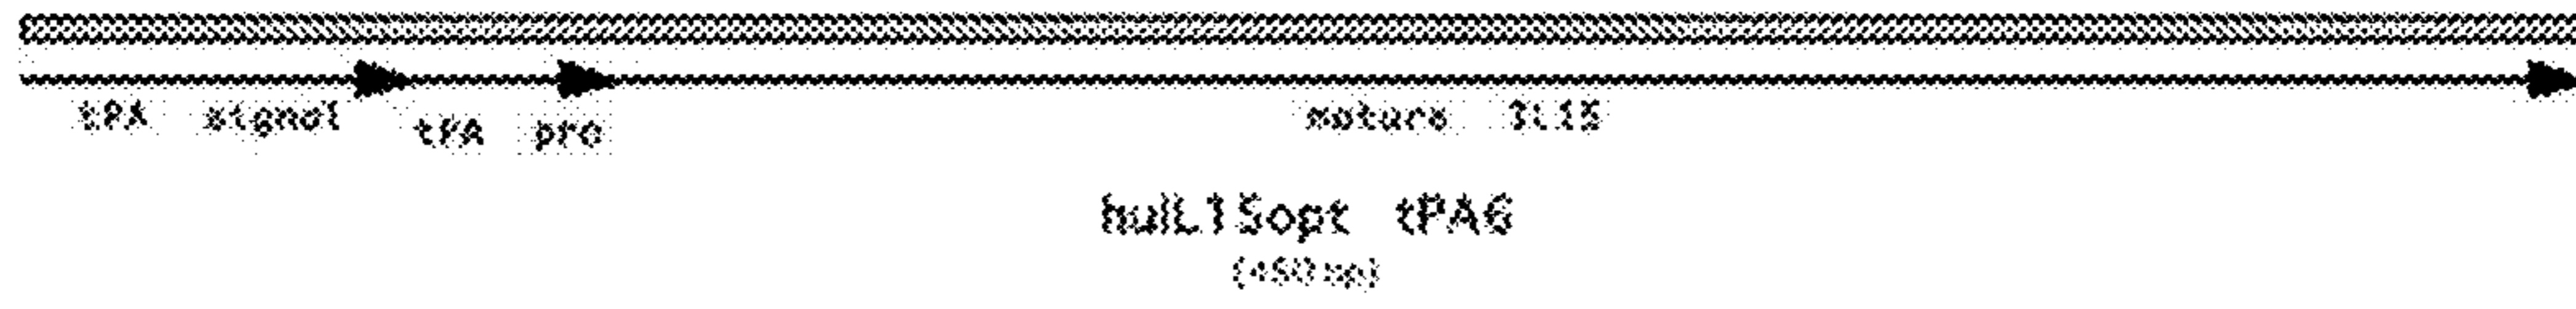 tPA signal
tPA pro
mature IL15
huIL15opt tPA6